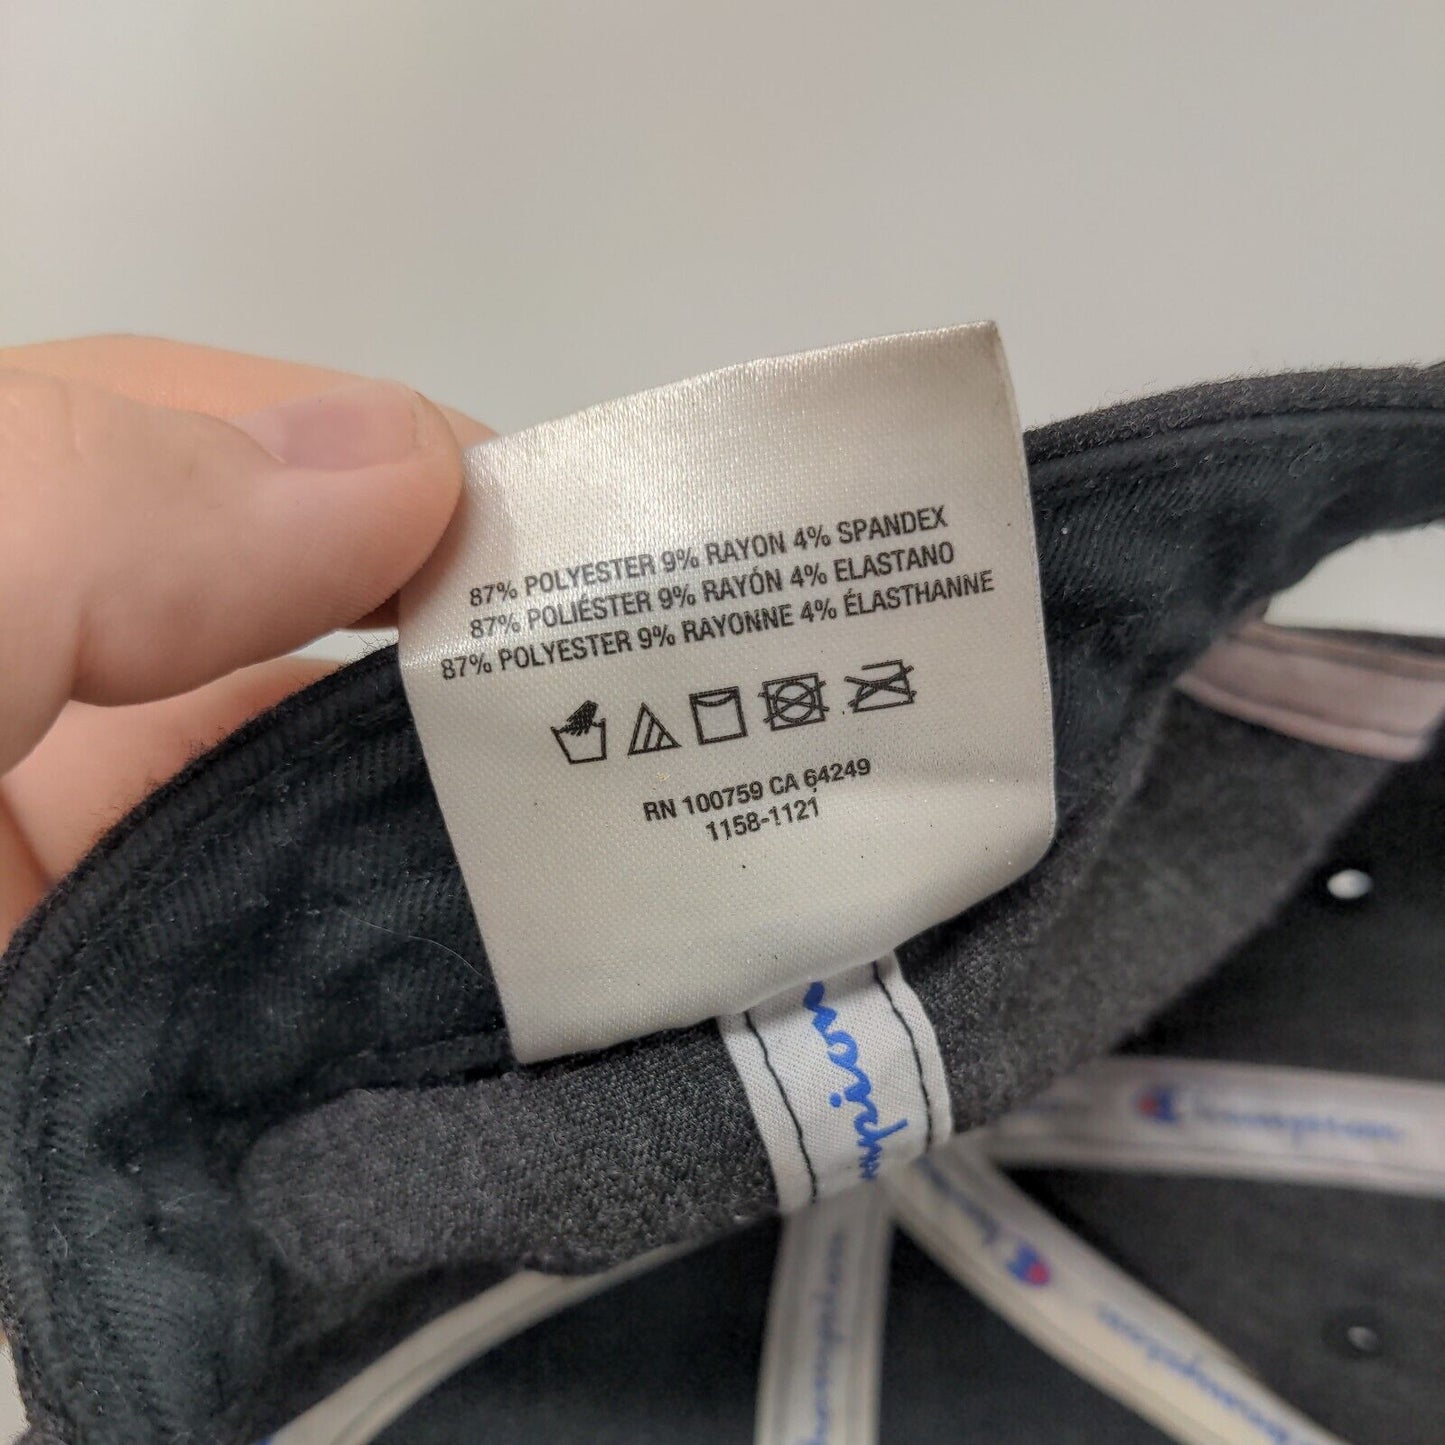 87% POLYESTER 9% RAYON 4% SPANDEX
87% POLIÉSTER 9% RAYÓN 4% ELASTANO
87% POLYESTER 9% RAYONNE 4% ÉLASTHANNE
RN 100759 CA 64249
1158-1121
Champion